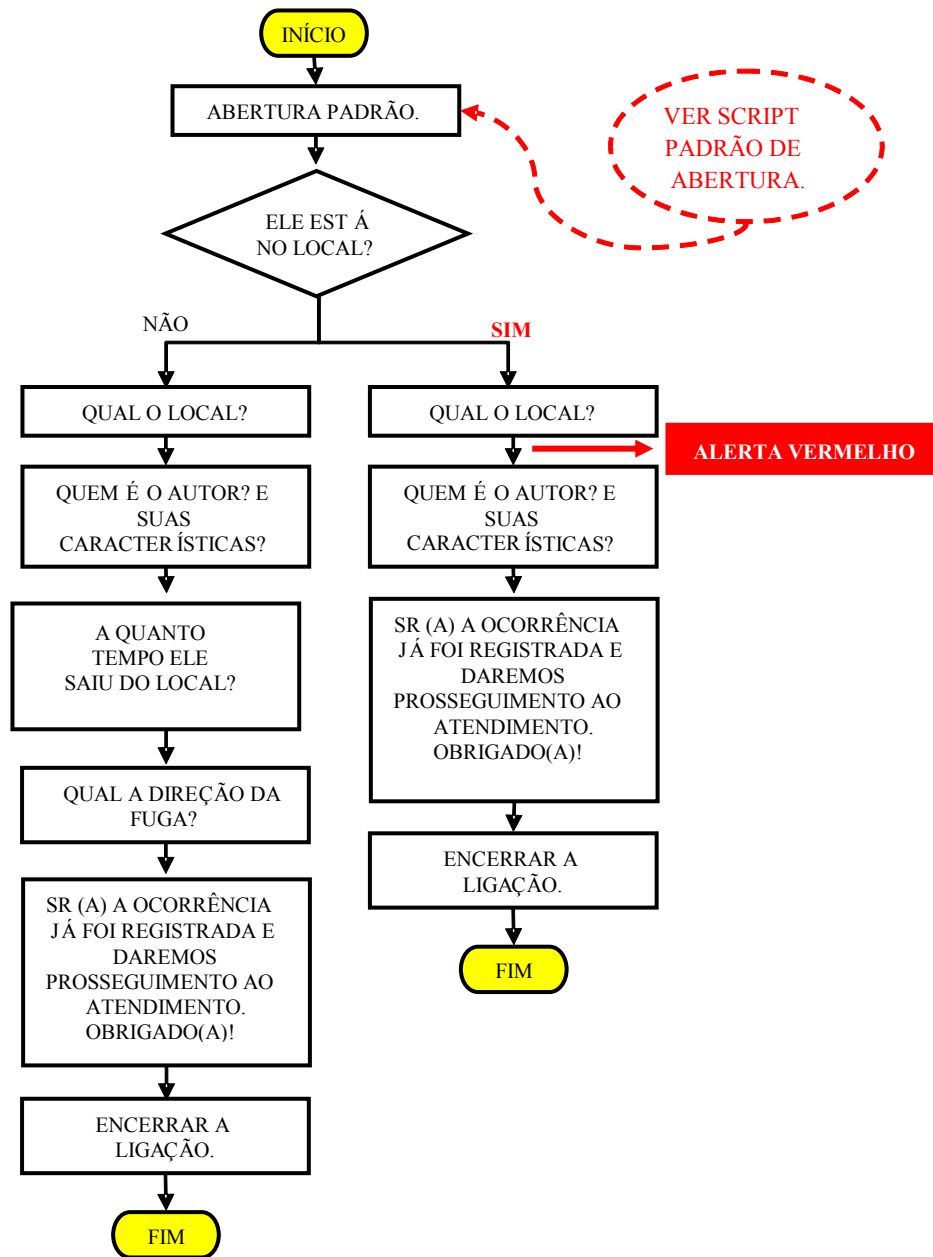 INÍCIO
ABERTURA PADRÃO.
VER SCRIPT
PADRÃO DE
ABERTURA.
ELE EST Á
NO LOCAL?
NÃO
SIM
QUAL O LOCAL?
QUEM É O AUTOR? E
SUAS
CARACTER ÍSTICAS?
A QUANTO
TEMPO ELE
SAIU DO LOCAL?
QUAL A DIREÇÃO DA
FUGA?
SR (A) A OCORRÊNCIA
JÁ FOI REGISTRADA E
DAREMOS
PROSSEGUIMENTO AO
ATENDIMENTO.
OBRIGADO(A)!
ENCERRAR A
LIGAÇÃO.
FIM
QUAL O LOCAL?
ALERTA VERMELHO
QUEM É O AUTOR? E
SUAS
CARACTER ÍSTICAS?
SR (A) A OCORRÊNCIA
JÁ FOI REGISTRADA E
DAREMOS
PROSSEGUIMENTO AO
ATENDIMENTO.
OBRIGADO(A)!
ENCERRAR A
LIGAÇÃO.
FIM